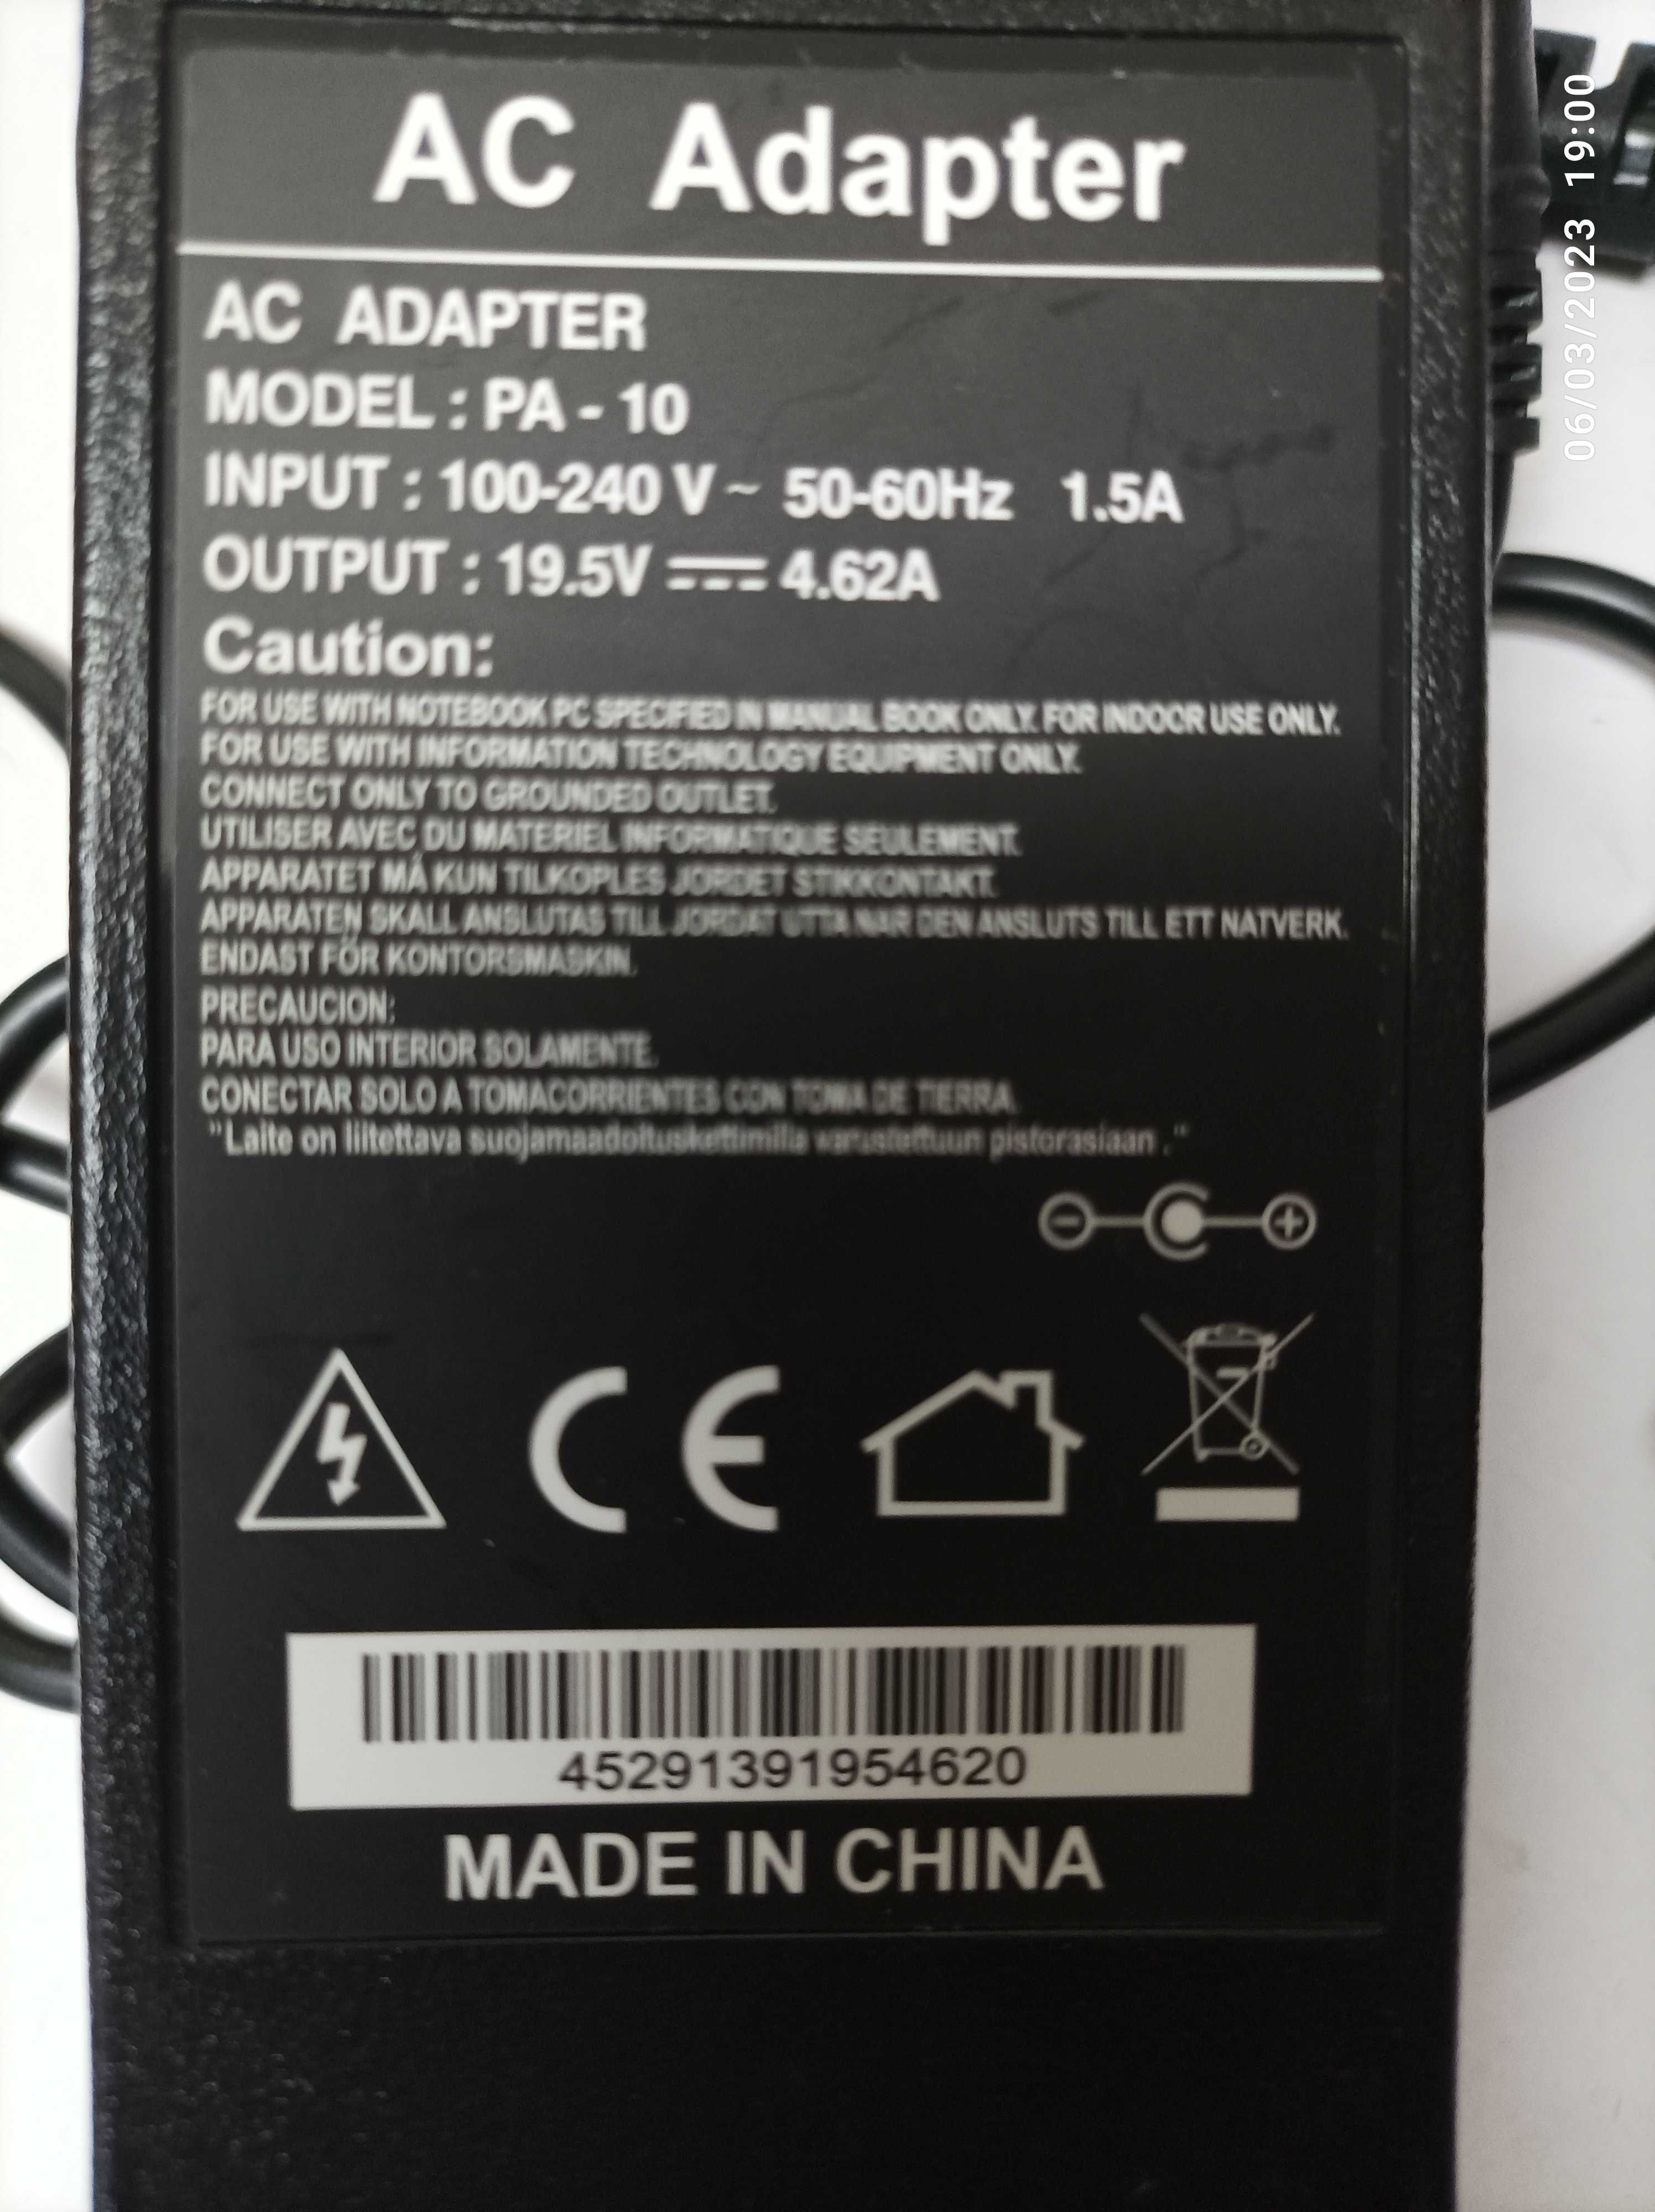 AC Adapter
AC ADAPTER
MODEL : PA - 10
INPUT : 100-240 V ~ 50-60Hz 1.5A
OUTPUT : 19.5V ⎓ 4.62A
Caution:
FOR USE WITH NOTEBOOK PC SPECIFIED IN MANUAL BOOK ONLY. FOR INDOOR USE ONLY.
FOR USE WITH INFORMATION TECHNOLOGY EQUIPMENT ONLY.
CONNECT ONLY TO GROUNDED OUTLET.
UTILISER AVEC DU MATERIEL INFORMATIQUE SEULEMENT.
APPARATET MÅ KUN TILKOPLES JORDET STIKKONTAKT.
APPARATEN SKALL ANSLUTAS TILL JORDAT UTTA NAR DEN ANSLUTS TILL ETT NATVERK.
ENDAST FÖR KONTORSMASKIN.
PRECAUCION:
PARA USO INTERIOR SOLAMENTE.
CONECTAR SOLO A TOMACORRIENTES CON TOMA DE TIERRA.
"Laite on liitettava suojamaadoituskettimilla varustettuun pistorasiaan ."
CE
45291391954620
MADE IN CHINA
06/03/2023 19:00